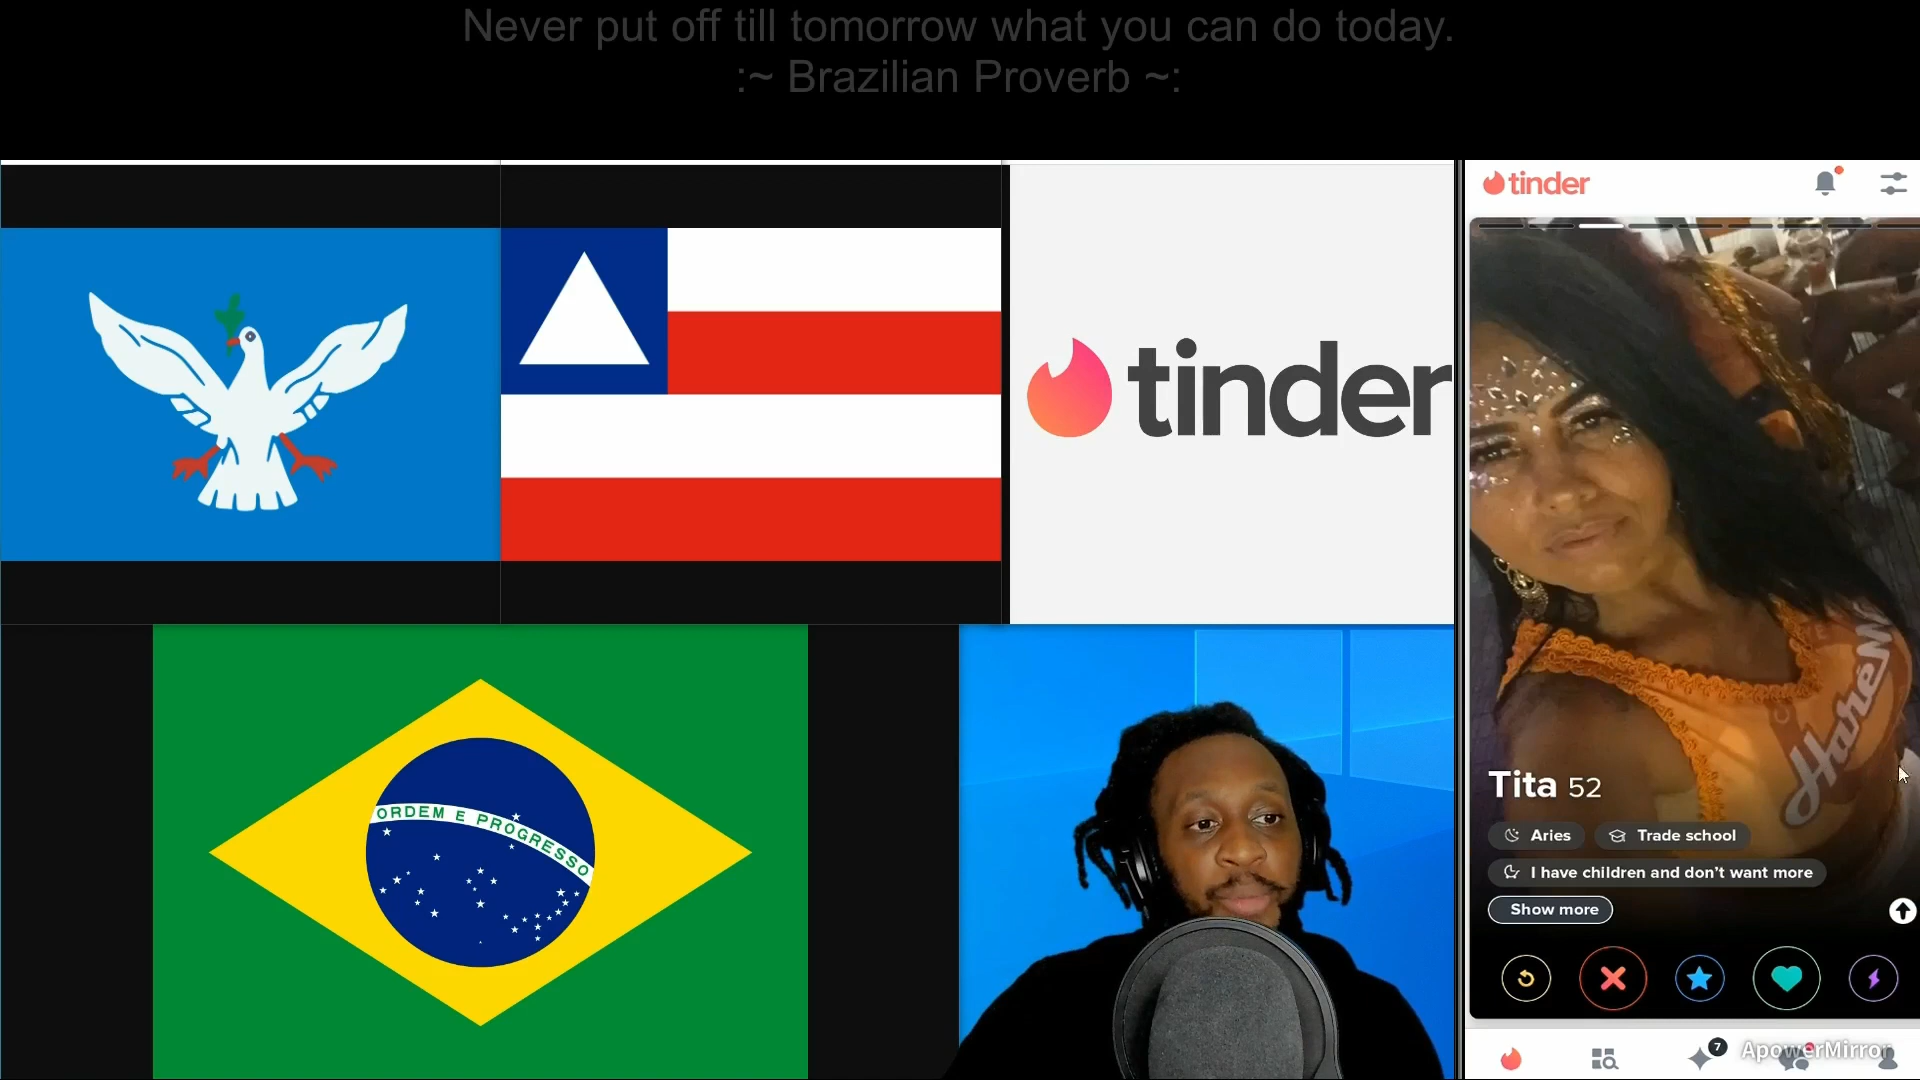 Never put off till tomorrow what you can do today.
:~ Brazilian Proverb ~:
tinder
tinder
ORDEM E PROGRESSO
Harém
Tita 52
Aries
Trade school
I have children and don't want more
Show more
7
ApowerMirror